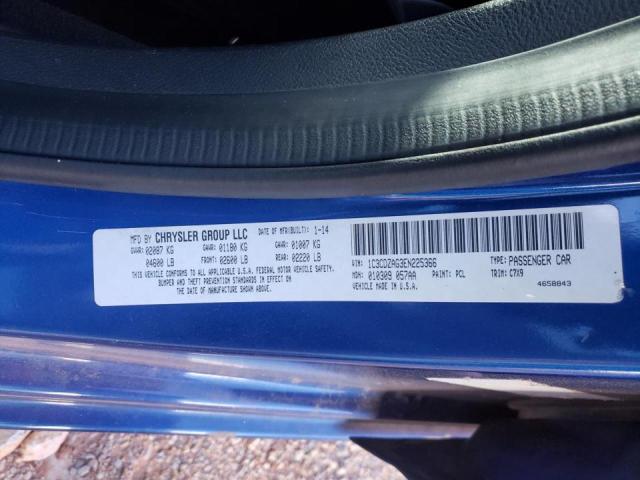 MFD BY CHRYSLER GROUP LLC DATE OF MFR(BUILT): 1-14
GVWR: 02087 KG GAWR: 01180 KG GAWR: 01007 KG
04600 LB FRONT: 02600 LB REAR: 02220 LB
THIS VEHICLE CONFORMS TO ALL APPLICABLE U.S.A. FEDERAL MOTOR VEHICLE SAFETY,
BUMPER AND THEFT PREVENTION STANDARDS IN EFFECT ON
THE DATE OF MANUFACTURE SHOWN ABOVE.
VIN: 1C3CDZAG3EN225366 TYPE: PASSENGER CAR
MDH: 010309 057AA PAINT: PCL TRIM: C7X9
VEHICLE MADE IN U.S.A. 4658843